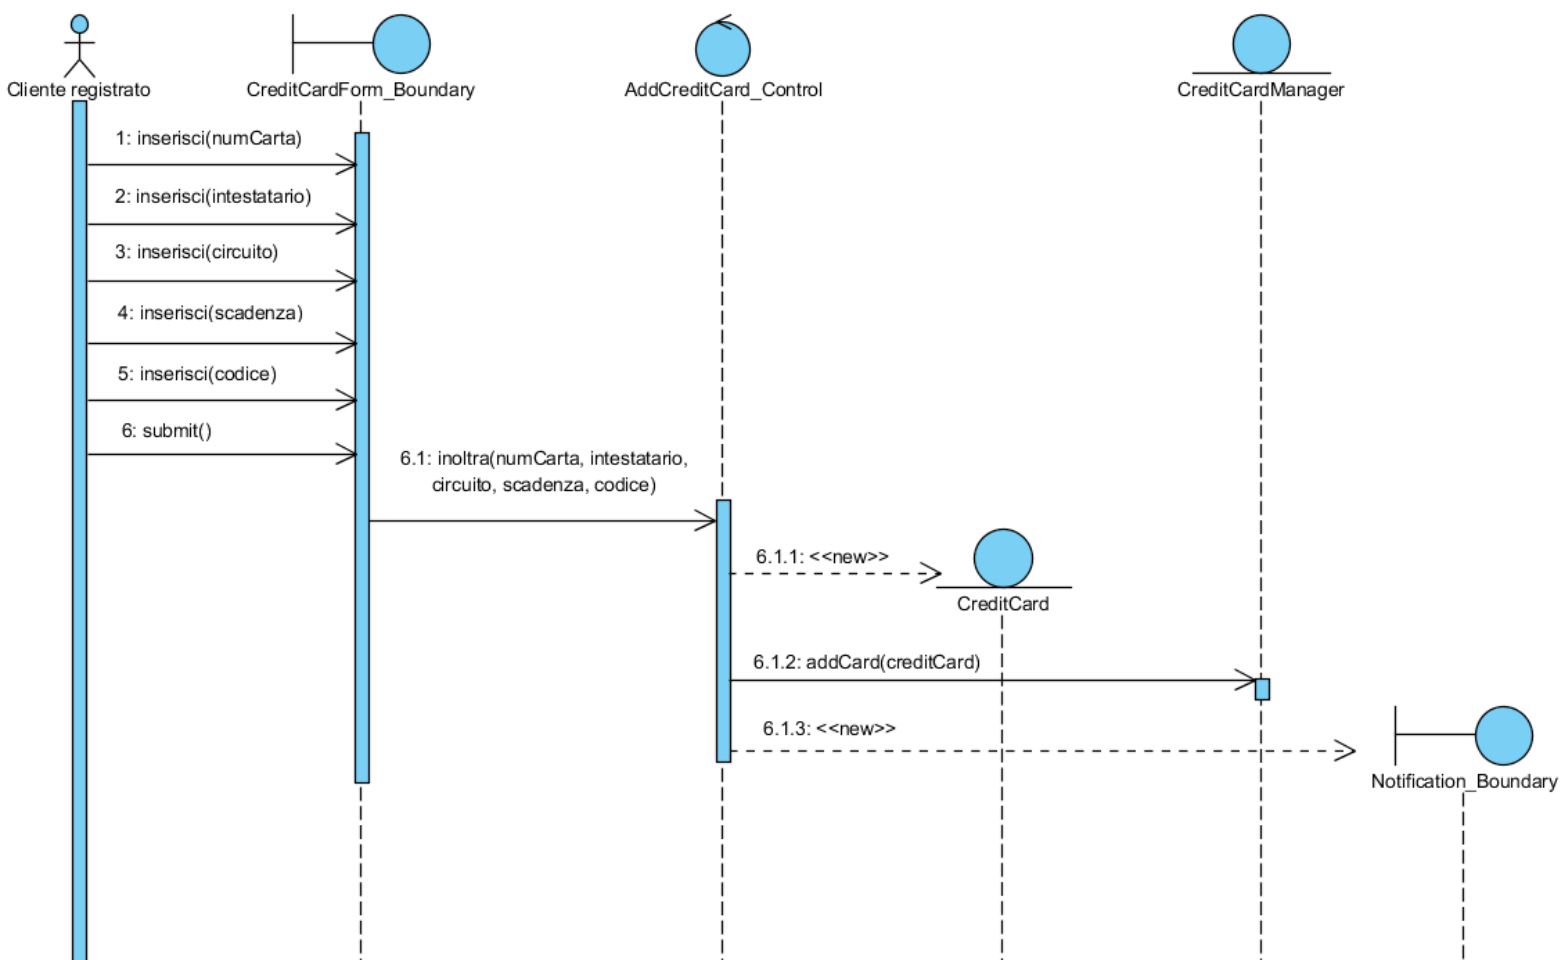 Cliente registrato
CreditCardForm_Boundary
AddCreditCard_Control
CreditCardManager
1: inserisci(numCarta)
2: inserisci(intestatario)
3: inserisci(circuito)
4: inserisci(scadenza)
5: inserisci(codice)
6: submit()
6.1: inoltra(numCarta, intestatario,
circuito, scadenza, codice)
6.1.1: <<new>>
CreditCard
6.1.2: addCard(creditCard)
6.1.3: <<new>>
Notification_Boundary